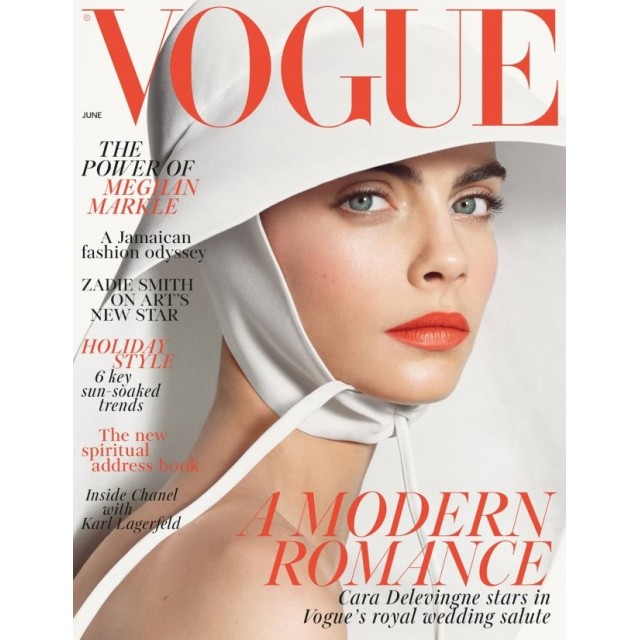 VOGUE
JUNE
THE
POWER OF
MEGHAN
MARKLE
A Jamaican
fashion odyssey
ZADIE SMITH
ON ART'S
NEW STAR
HOLIDAY
STYLE
6 key
sun-soaked
trends
The new
spiritual
address book
Inside Chanel
with
Karl Lagerfeld
A MODERN
ROMANCE
Cara Delevingne stars in
Vogue's royal wedding salute